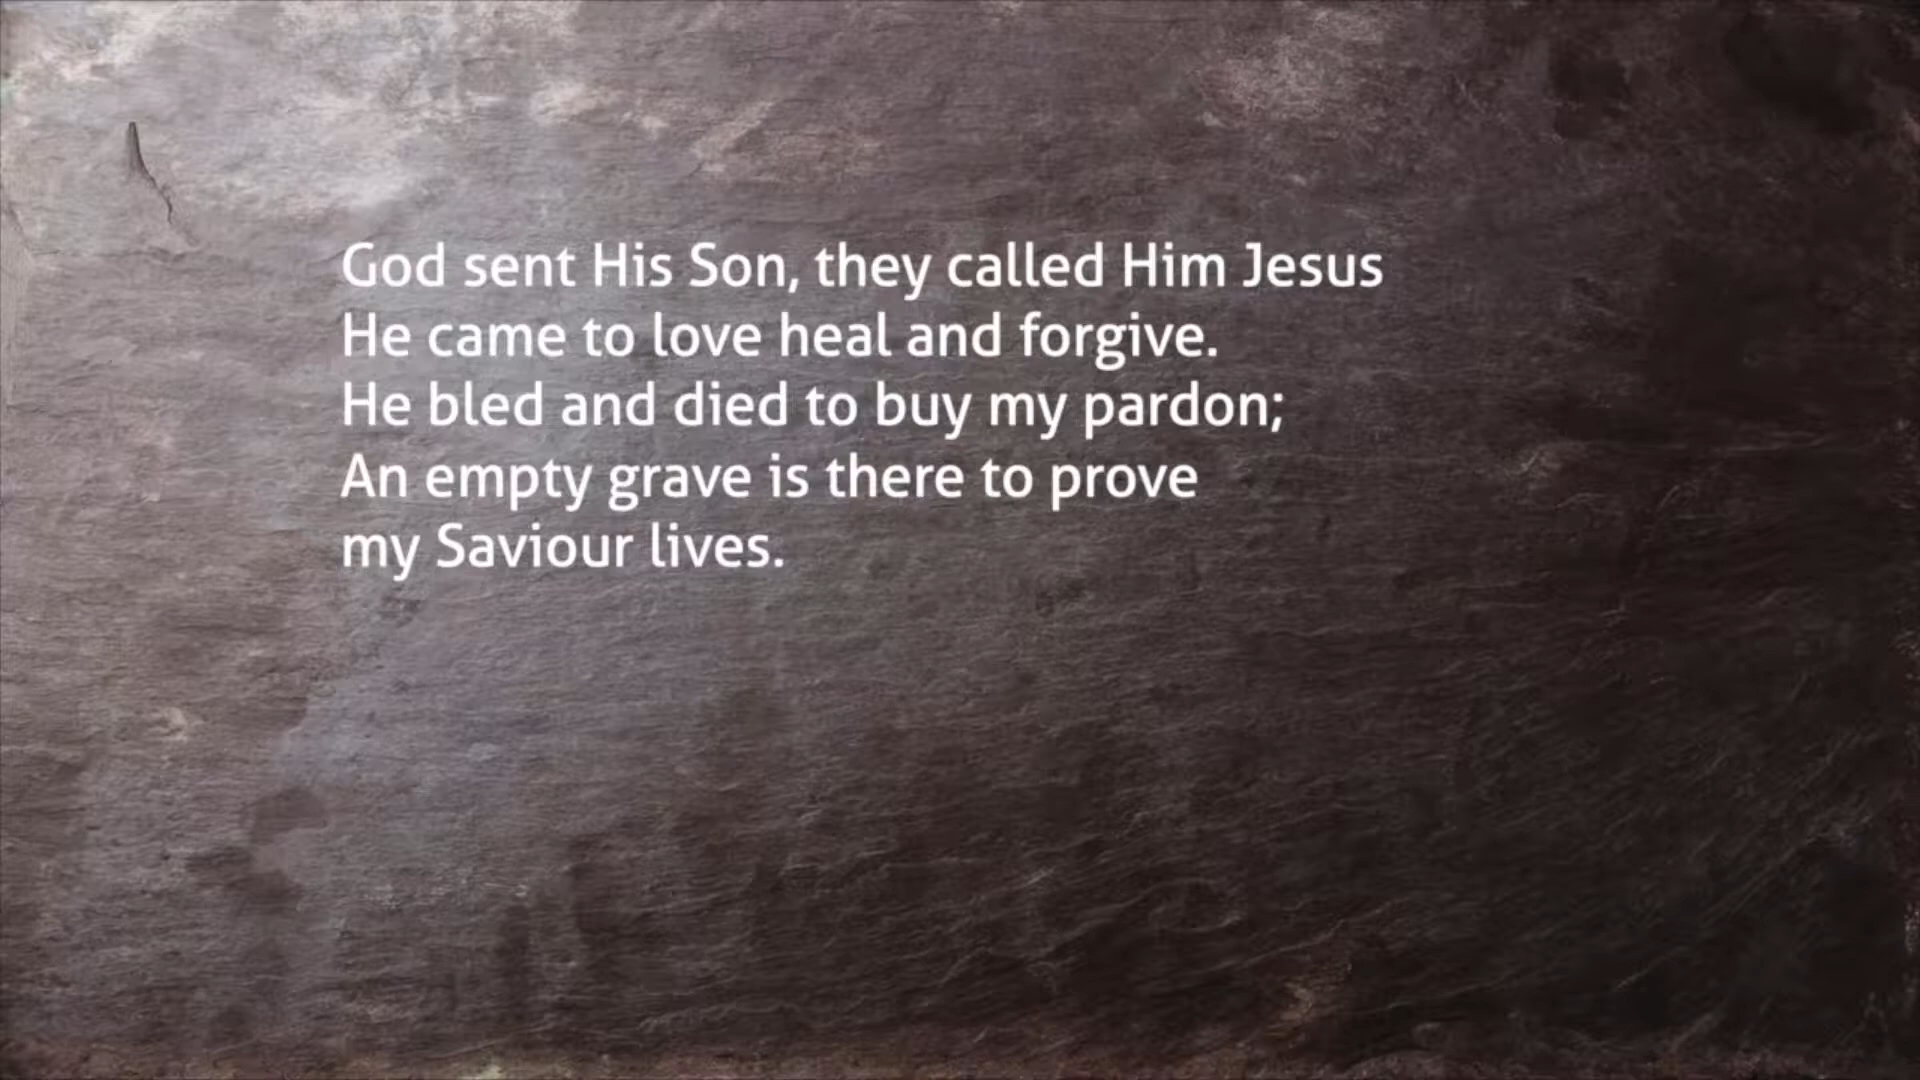 God sent His Son, they called Him Jesus
He came to love heal and forgive.
He bled and died to buy my pardon;
An empty grave is there to prove
my Saviour lives.